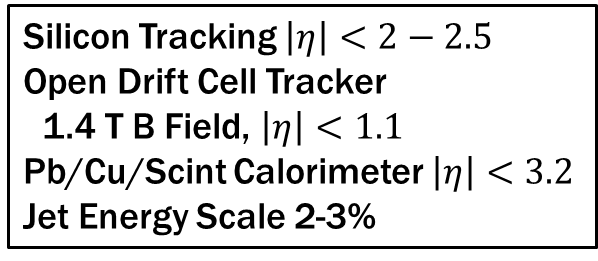 Silicon Tracking |η| < 2 − 2.5
Open Drift Cell Tracker
1.4 T B Field, |η| < 1.1
Pb/Cu/Scint Calorimeter |η| < 3.2
Jet Energy Scale 2-3%